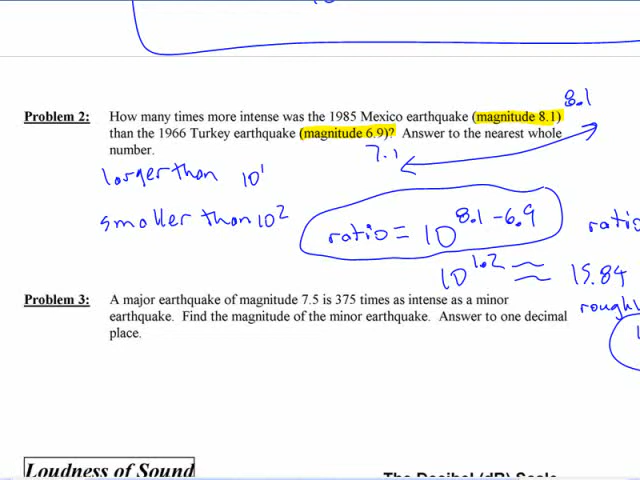 Problem 2: How many times more intense was the 1985 Mexico earthquake (magnitude 8.1)
than the 1966 Turkey earthquake (magnitude 6.9)? Answer to the nearest whole
number.
8.1
7.1
larger than 10¹
smaller than 10²
ratio = 10^8.1 - 6.9
ratio
10^1.2 ≈ 15.84
Problem 3: A major earthquake of magnitude 7.5 is 375 times as intense as a minor
earthquake. Find the magnitude of the minor earthquake. Answer to one decimal
place.
Loudness of Sound
The Decibel (dB) Scale